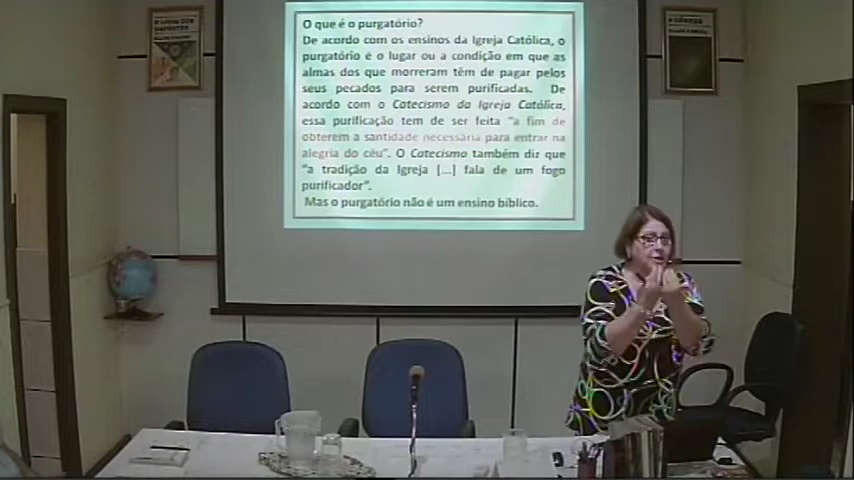 O que é o purgatório?
De acordo com os ensinos da Igreja Católica, o
purgatório é o lugar ou a condição em que as
almas dos que morreram têm de pagar pelos
seus pecados para serem purificadas. De
acordo com o Catecismo da Igreja Católica,
essa purificação tem de ser feita "a fim de
obterem a santidade necessária para entrar na
alegria do céu". O Catecismo também diz que
"a tradição da Igreja [...] fala de um fogo
purificador".
Mas o purgatório não é um ensino bíblico.
O LIVRO DOS